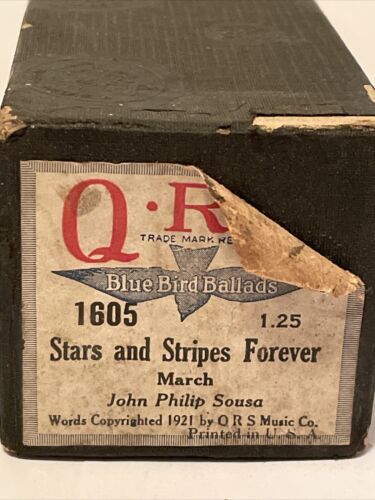 Q·R
TRADE MARK RE
Blue Bird Ballads
1605 1.25
Stars and Stripes Forever
March
John Philip Sousa
Words Copyrighted 1921 by Q R S Music Co.
Printed in U. S. A.